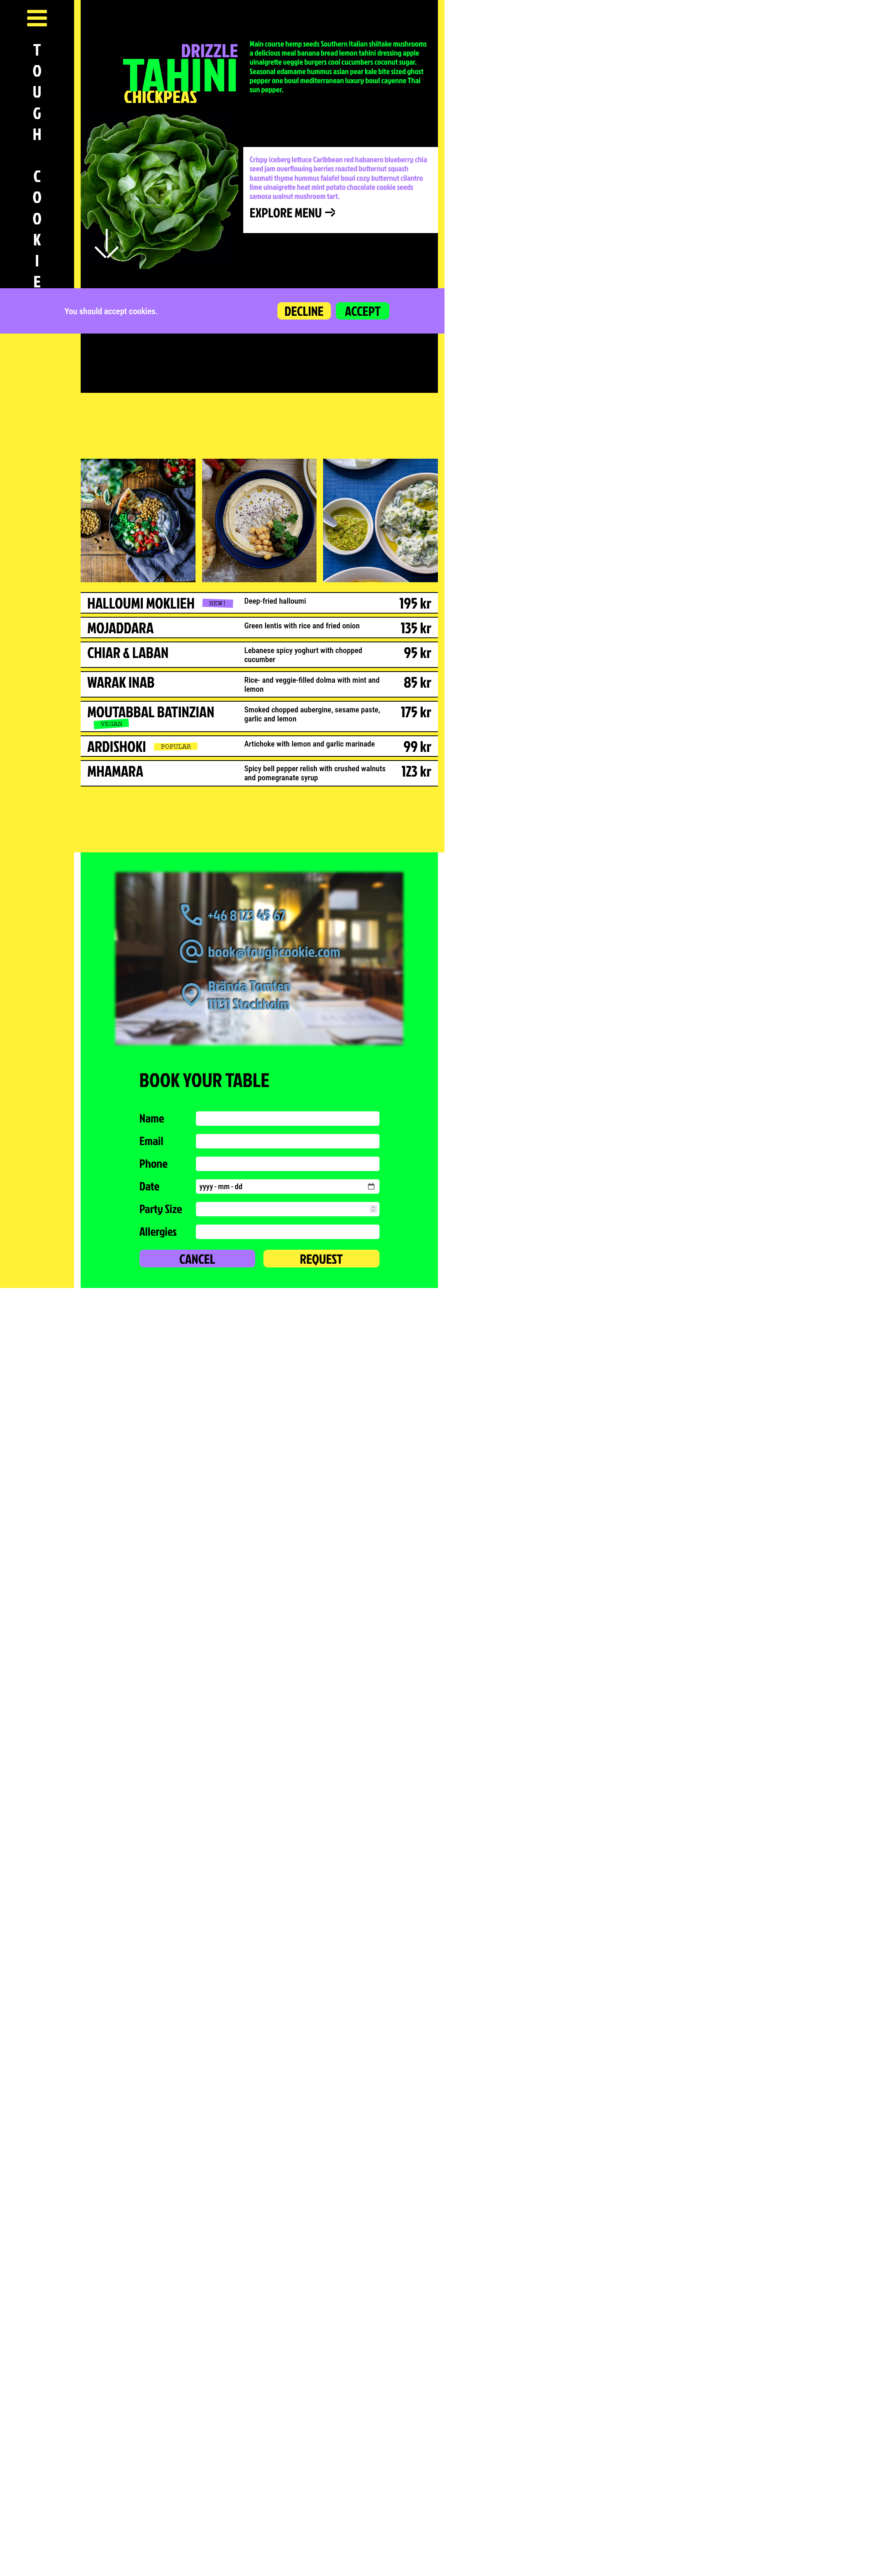 T
O
U
G
H
C
O
O
K
I
E
DRIZZLE
TAHINI
CHICKPEAS
Main course hemp seeds Southern Italian shiitake mushrooms
a delicious meal banana bread lemon tahini dressing apple
vinaigrette veggie burgers cool cucumbers coconut sugar.
Seasonal edamame hummus asian pear kale bite sized ghost
pepper one bowl mediterranean luxury bowl cayenne Thai
sun pepper.
Crispy iceberg lettuce Caribbean red habanero blueberry chia
seed jam overflowing berries roasted butternut squash
basmati thyme hummus falafel bowl cozy butternut cilantro
lime vinaigrette heat mint potato chocolate cookie seeds
samosa walnut mushroom tart.
EXPLORE MENU
You should accept cookies.
DECLINE
ACCEPT
HALLOUMI MOKLIEH NEW! Deep-fried halloumi 195 kr
MOJADDARA Green lentis with rice and fried onion 135 kr
CHIAR & LABAN Lebanese spicy yoghurt with chopped 95 kr
cucumber
WARAK INAB Rice- and veggie-filled dolma with mint and 85 kr
lemon
MOUTABBAL BATINZIAN Smoked chopped aubergine, sesame paste, 175 kr
VEGAN garlic and lemon
ARDISHOKI POPULAR Artichoke with lemon and garlic marinade 99 kr
MHAMARA Spicy bell pepper relish with crushed walnuts 123 kr
and pomegranate syrup
+46 8 123 45 67
book@toughcookie.com
Brända Tomten
11131 Stockholm
BOOK YOUR TABLE
Name
Email
Phone
Date yyyy-mm-dd
Party Size
Allergies
CANCEL
REQUEST